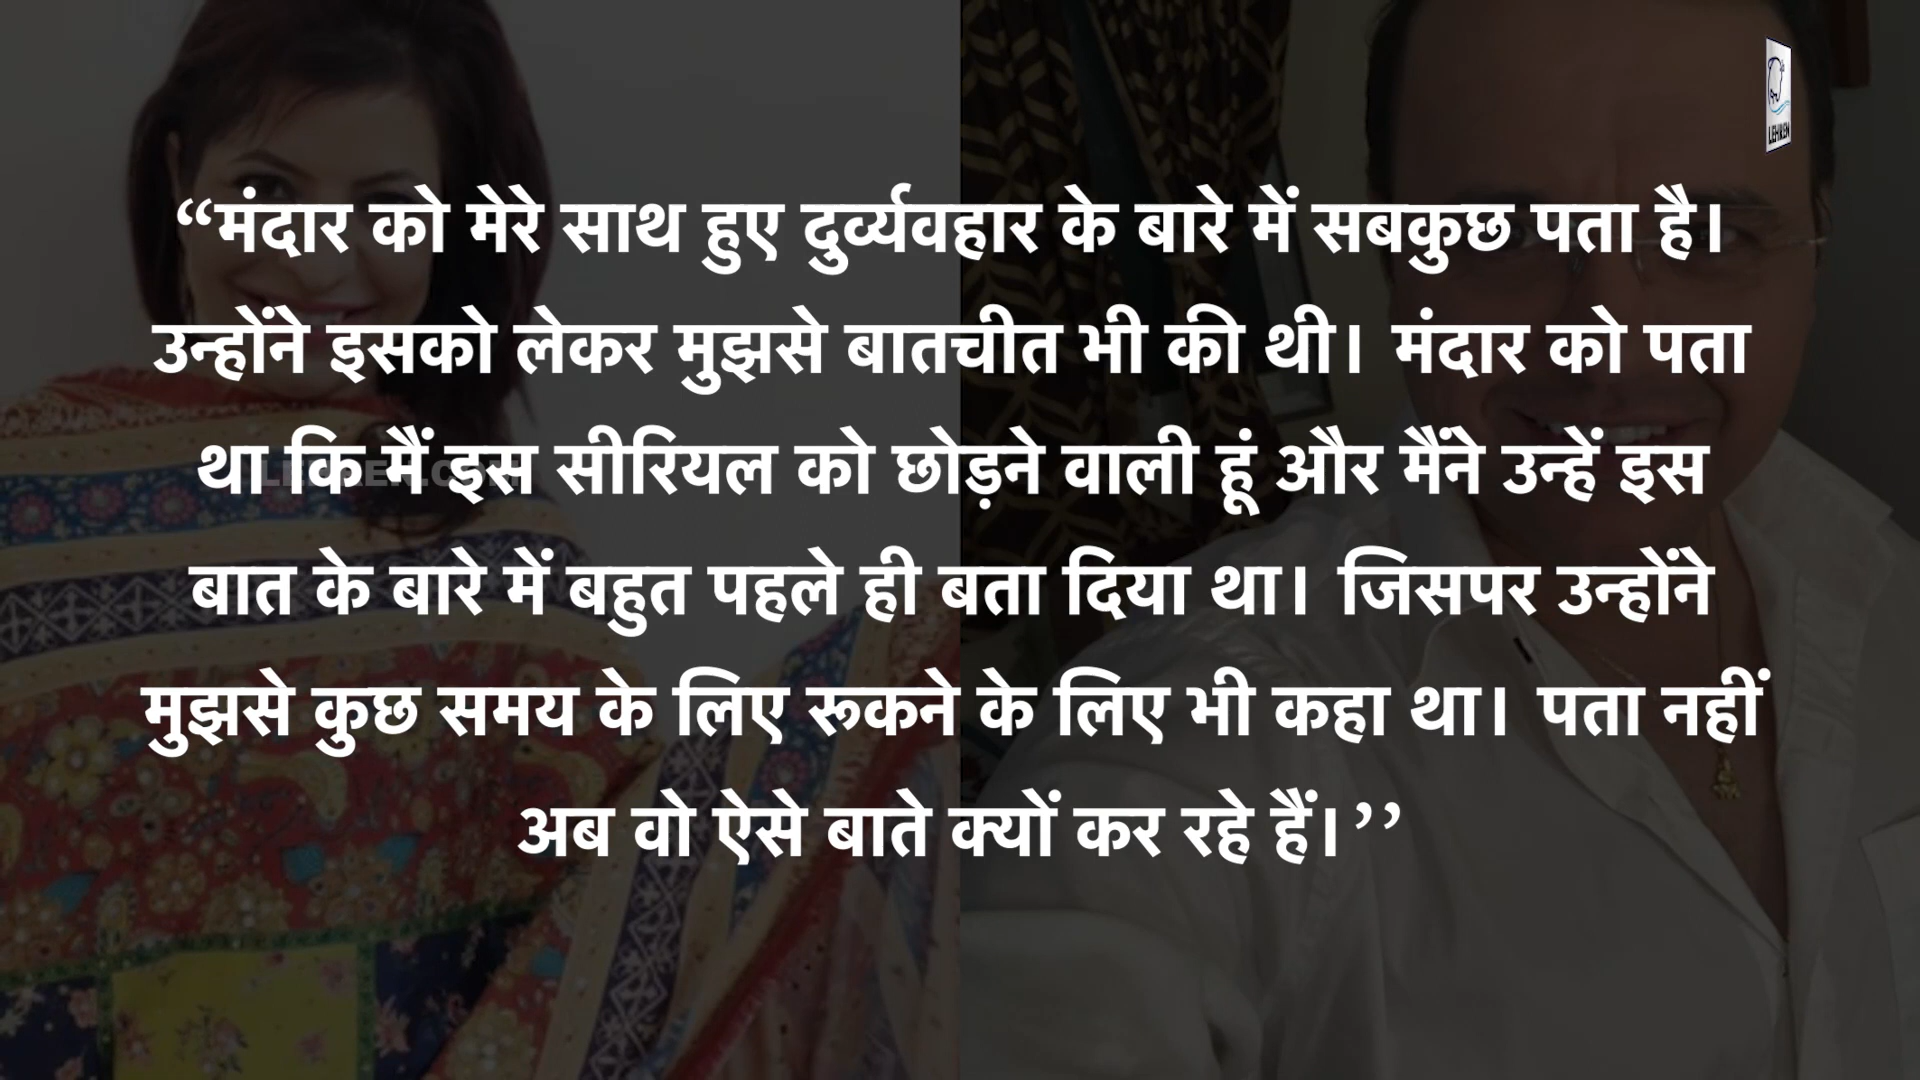 LEHREN
“मंदार को मेरे साथ हुए दुर्व्यवहार के बारे में सबकुछ पता है।
उन्होंने इसको लेकर मुझसे बातचीत भी की थी। मंदार को पता
था कि मैं इस सीरियल को छोड़ने वाली हूं और मैंने उन्हें इस
बात के बारे में बहुत पहले ही बता दिया था। जिसपर उन्होंने
मुझसे कुछ समय के लिए रूकने के लिए भी कहा था। पता नहीं
अब वो ऐसे बाते क्यों कर रहे हैं।’’